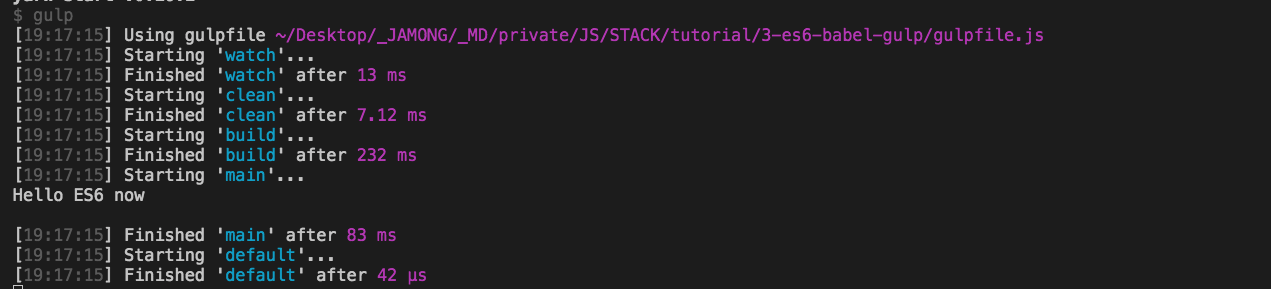 $ gulp
[19:17:15] Using gulpfile ~/Desktop/_JAMONG/_MD/private/JS/STACK/tutorial/3-es6-babel-gulp/gulpfile.js
[19:17:15] Starting 'watch'...
[19:17:15] Finished 'watch' after 13 ms
[19:17:15] Starting 'clean'...
[19:17:15] Finished 'clean' after 7.12 ms
[19:17:15] Starting 'build'...
[19:17:15] Finished 'build' after 232 ms
[19:17:15] Starting 'main'...
Hello ES6 now
[19:17:15] Finished 'main' after 83 ms
[19:17:15] Starting 'default'...
[19:17:15] Finished 'default' after 42 μs